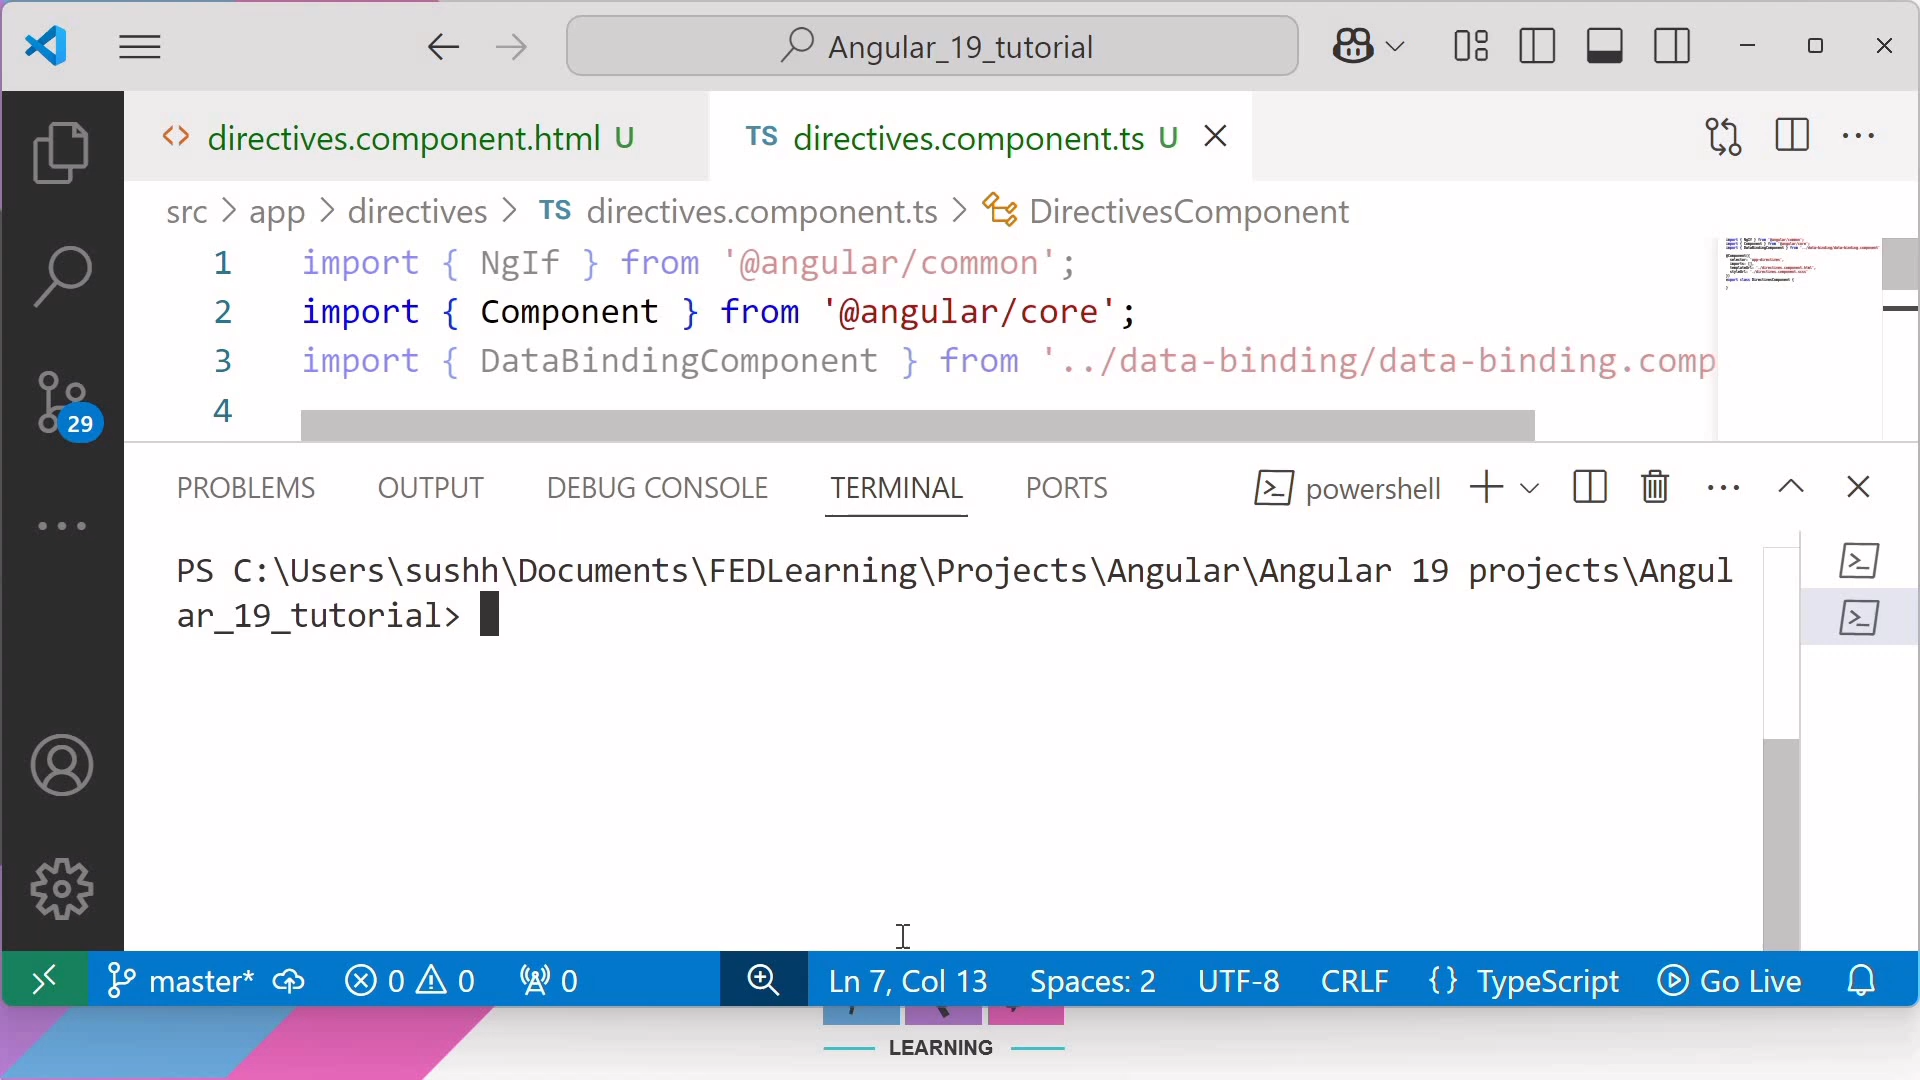 Angular_19_tutorial
directives.component.html U
TS directives.component.ts U
src > app > directives > TS directives.component.ts > DirectivesComponent
1 import { NgIf } from '@angular/common';
2 import { Component } from '@angular/core';
3 import { DataBindingComponent } from '../data-binding/data-binding.comp
4
29
PROBLEMS OUTPUT DEBUG CONSOLE TERMINAL PORTS powershell
PS C:\Users\sushh\Documents\FEDLearning\Projects\Angular\Angular 19 projects\Angul
ar_19_tutorial>
master* 0 0 0 Ln 7, Col 13 Spaces: 2 UTF-8 CRLF {} TypeScript Go Live
LEARNING